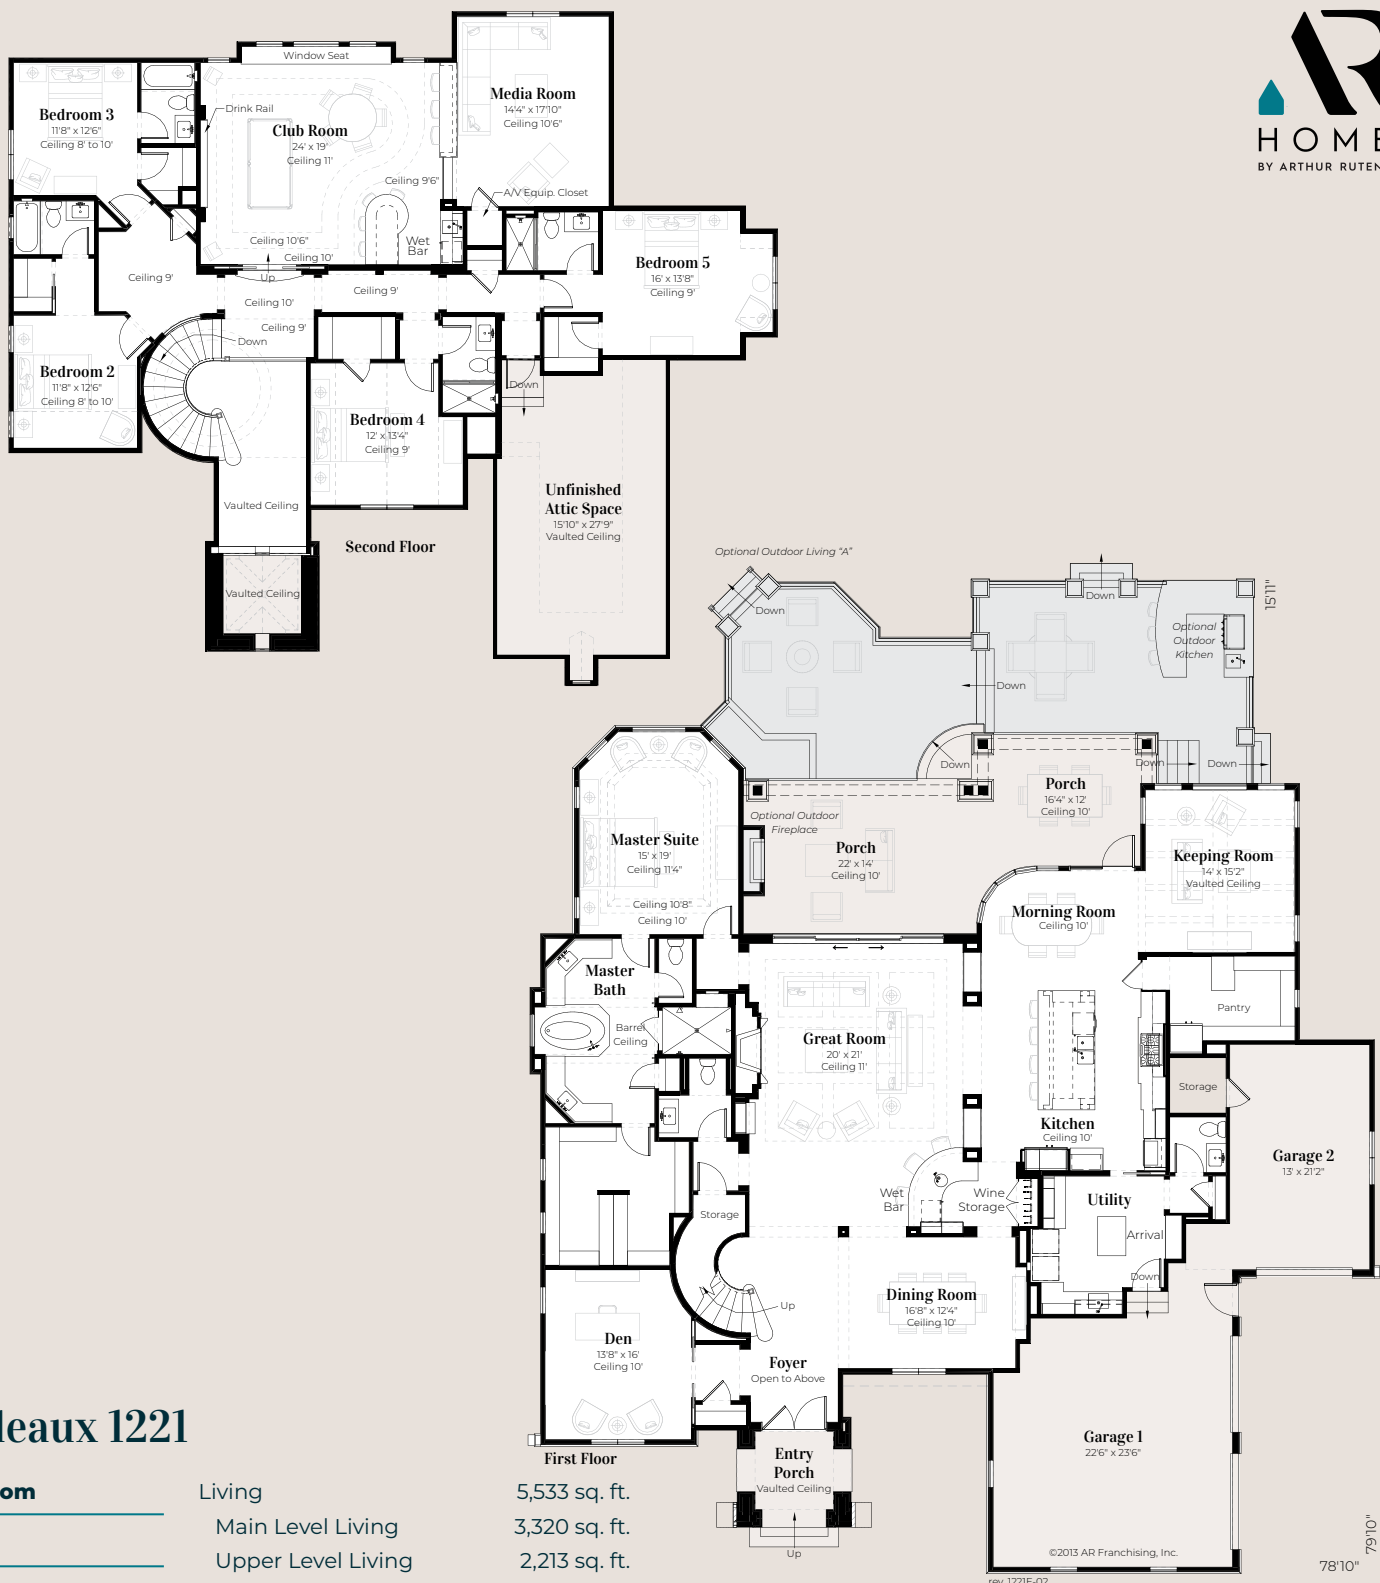 AR
HOME
BY ARTHUR RUTEN
Window Seat
Bedroom 3
11'8" x 12'6"
Ceiling 8' to 10'
Drink Rail
Club Room
24' x 19'
Ceiling 11'
Media Room
14'4" x 17'10"
Ceiling 10'6"
Ceiling 9'6"
A/V Equip. Closet
Ceiling 10'6"
Ceiling 10'
Wet
Bar
Up
Bedroom 5
16' x 13'8"
Ceiling 9'
Ceiling 9'
Ceiling 9'
Ceiling 10'
Ceiling 9'
Down
Bedroom 2
11'8" x 12'6"
Ceiling 8' to 10'
Down
Bedroom 4
12' x 13'4"
Ceiling 9'
Vaulted Ceiling
Unfinished
Attic Space
15'10" x 27'9"
Vaulted Ceiling
Second Floor
Vaulted Ceiling
Optional Outdoor Living "A"
Down
Down
15'11"
Optional
Outdoor
Kitchen
Down
Down
Down
Down
Porch
16'4" x 12'
Ceiling 10'
Optional Outdoor
Fireplace
Porch
22' x 14'
Ceiling 10'
Master Suite
15' x 19'
Ceiling 11'4"
Ceiling 10'8"
Ceiling 10'
Keeping Room
14' x 15'2"
Vaulted Ceiling
Morning Room
Ceiling 10'
Master
Bath
Barrel
Ceiling
Pantry
Great Room
20' x 21'
Ceiling 11'
Storage
Kitchen
Ceiling 10'
Garage 2
13' x 21'2"
Wet
Bar
Wine
Storage
Utility
Arrival
Down
Storage
Up
Dining Room
16'8" x 12'4"
Ceiling 10'
Den
13'8" x 16'
Ceiling 10'
Foyer
Open to Above
Garage 1
22'6" x 23'6"
First Floor
Entry
Porch
Vaulted Ceiling
Up
©2013 AR Franchising, Inc.
rev. 1221F-02
79'10"
78'10"
leaux 1221
om
Living 5,533 sq. ft.
Main Level Living 3,320 sq. ft.
Upper Level Living 2,213 sq. ft.